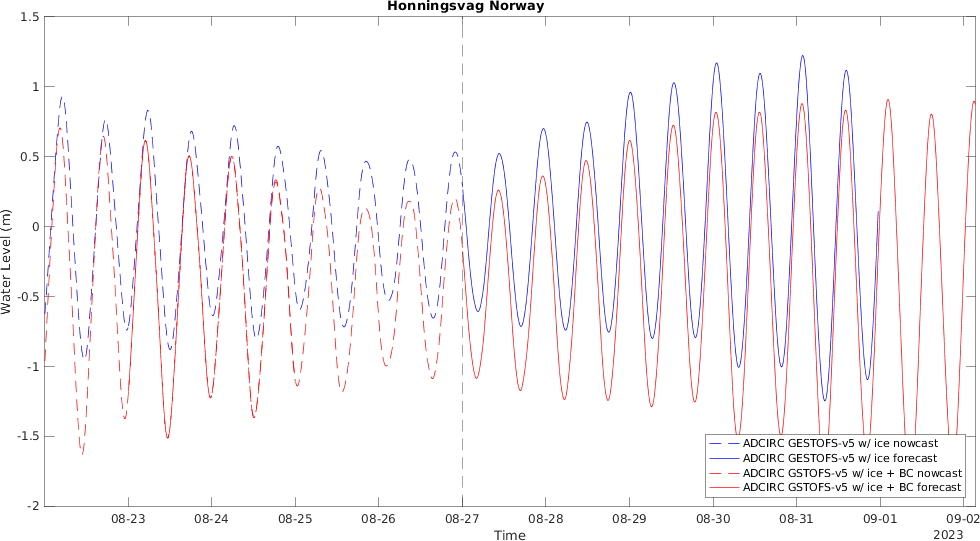 Honningsvag Norway
1.5
1
0.5
0
-0.5
-1
-1.5
-2
Water Level (m)
08-23 08-24 08-25 08-26 08-27 08-28 08-29 08-30 08-31 09-01 09-02
Time
2023
ADCIRC GESTOFS-v5 w/ ice nowcast
ADCIRC GESTOFS-v5 w/ ice forecast
ADCIRC GSTOFS-v5 w/ ice + BC nowcast
ADCIRC GSTOFS-v5 w/ ice + BC forecast